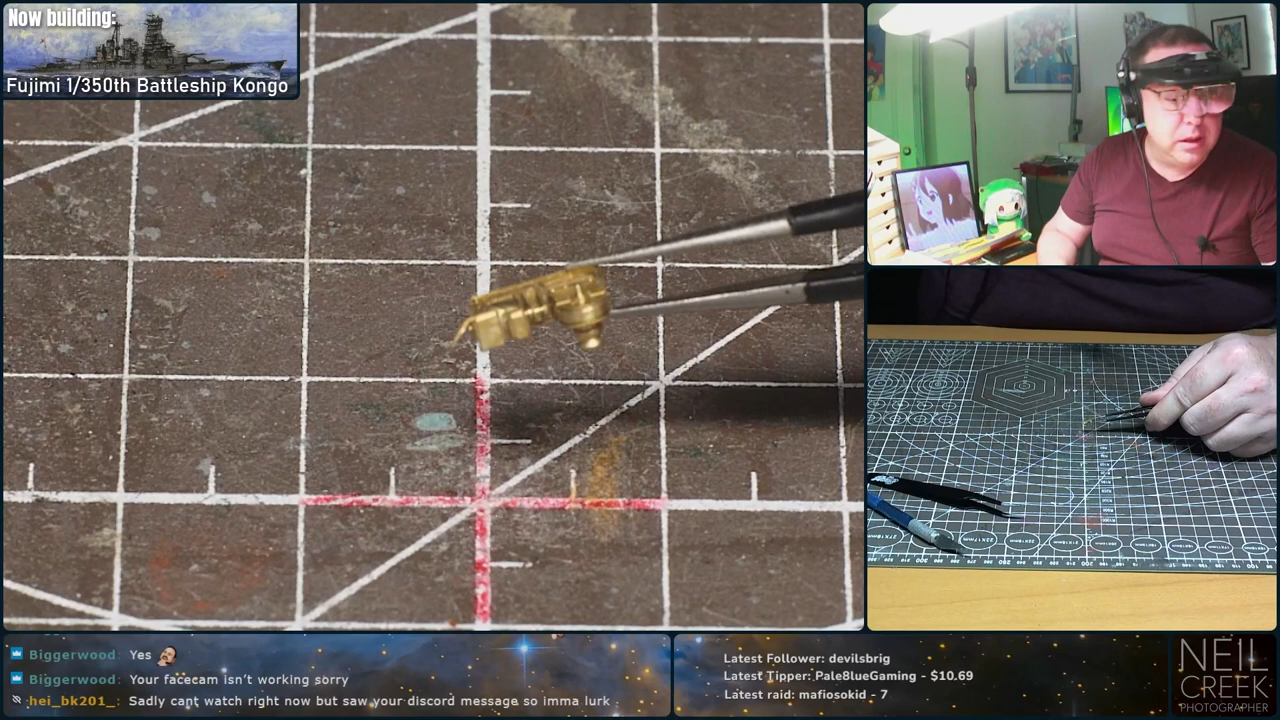 Now building:
Fujimi 1/350th Battleship Kongo
Biggerwood: Yes
Biggerwood: Your facecam isn't working sorry
hei_bk201_: Sadly cant watch right now but saw your discord message so imma lurk
Latest Follower: devilsbrig
Latest Tipper: Pale8lueGaming - $10.69
Latest raid: mafiosokid - 7
NEIL
CREEK
PHOTOGRAPHER